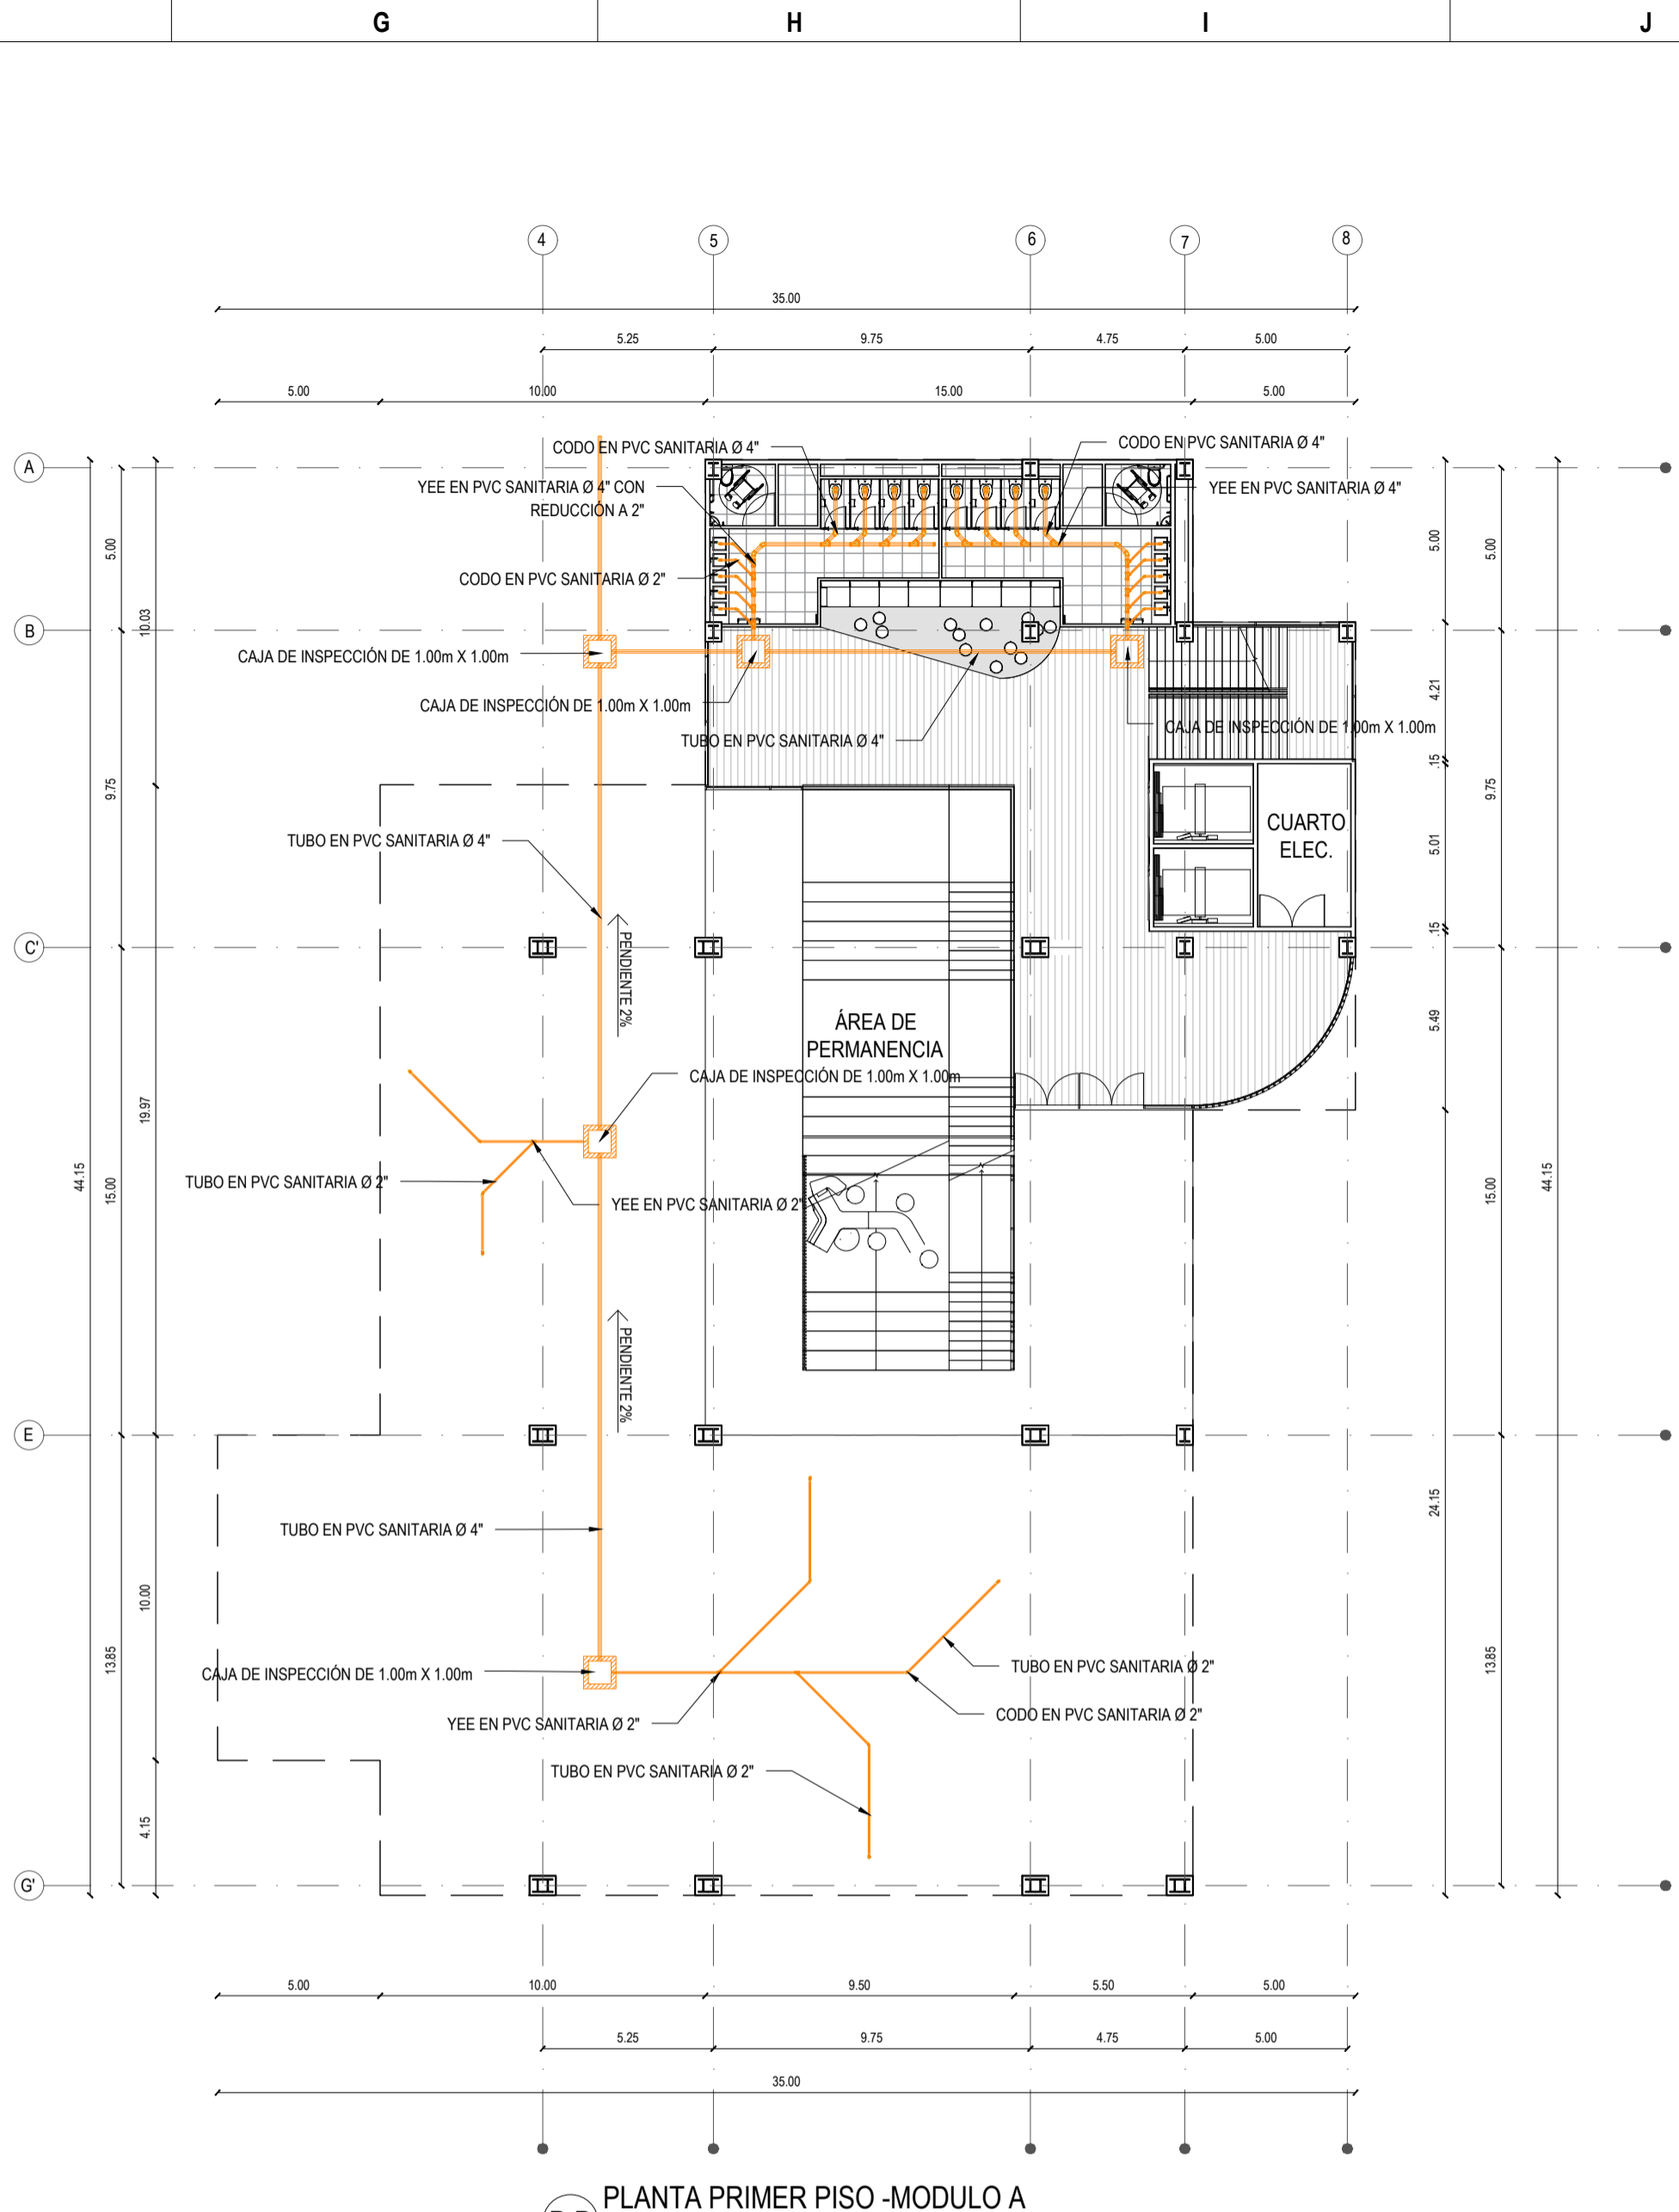 G
H
I
J
4
5
6
7
8
35.00
5.25
9.75
4.75
5.00
5.00
10.00
15.00
5.00
A
B
C'
E
G'
CODO EN PVC SANITARIA Ø 4"
CODO EN PVC SANITARIA Ø 4"
YEE EN PVC SANITARIA Ø 4" CON
REDUCCIÓN A 2"
YEE EN PVC SANITARIA Ø 4"
CODO EN PVC SANITARIA Ø 2"
CAJA DE INSPECCIÓN DE 1.00m X 1.00m
CAJA DE INSPECCIÓN DE 1.00m X 1.00m
TUBO EN PVC SANITARIA Ø 4"
CAJA DE INSPECCIÓN DE 1.00m X 1.00m
TUBO EN PVC SANITARIA Ø 4"
CUARTO
ELEC.
PENDIENTE 2%
ÁREA DE
PERMANENCIA
CAJA DE INSPECCIÓN DE 1.00m X 1.00m
TUBO EN PVC SANITARIA Ø 2"
YEE EN PVC SANITARIA Ø 2"
PENDIENTE 2%
TUBO EN PVC SANITARIA Ø 4"
CAJA DE INSPECCIÓN DE 1.00m X 1.00m
TUBO EN PVC SANITARIA Ø 2"
CODO EN PVC SANITARIA Ø 2"
YEE EN PVC SANITARIA Ø 2"
TUBO EN PVC SANITARIA Ø 2"
44.15
5.00
9.75
15.00
13.85
10.03
19.97
10.00
4.15
5.00
4.21
.15
5.01
.15
5.49
24.15
5.00
9.75
15.00
13.85
44.15
5.00
10.00
9.50
5.50
5.00
5.25
9.75
4.75
5.00
35.00
PLANTA PRIMER PISO -MODULO A